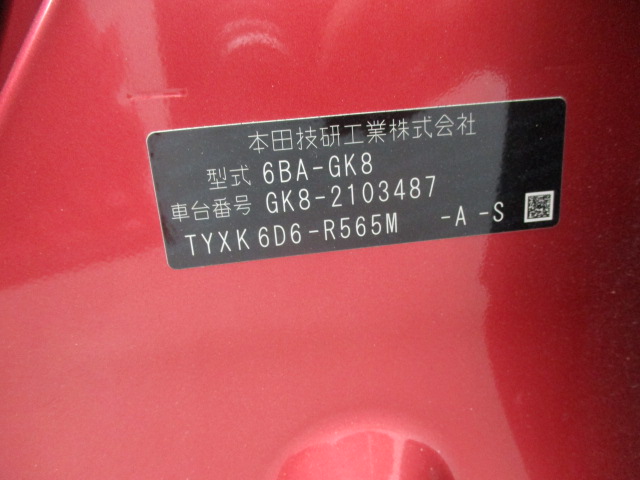 本田技研工業株式会社
型式 6BA-GK8
車台番号 GK8-2103487
TYXK 6D6-R565M -A -S